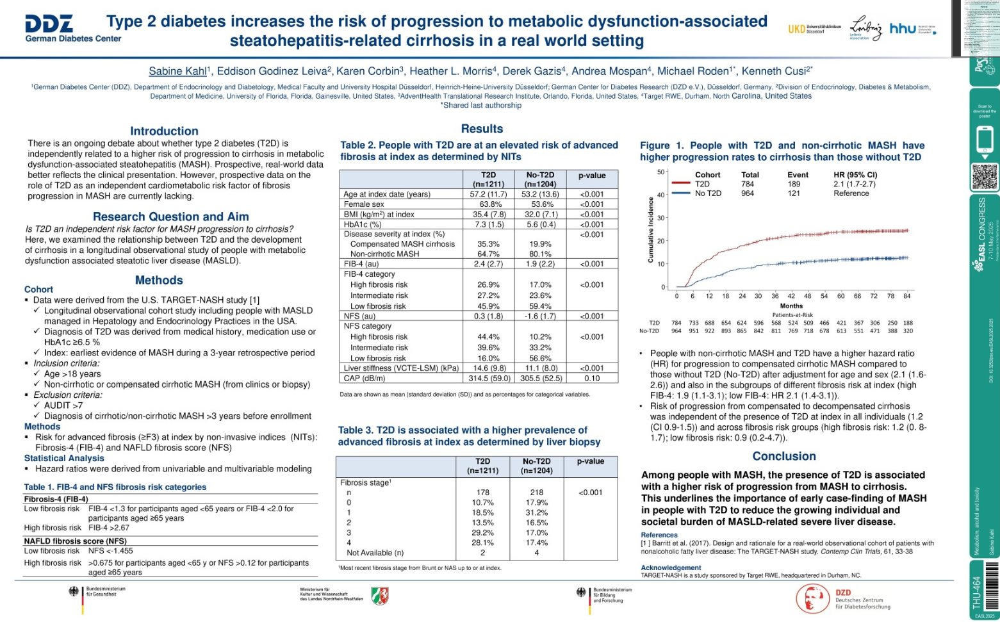 DDZ
German Diabetes Center
Type 2 diabetes increases the risk of progression to metabolic dysfunction-associated
steatohepatitis-related cirrhosis in a real world setting
UKD Universitätsklinikum
Düsseldorf
Leibniz
Leibniz
Association
hhu Heinrich Heine
Universität
Düsseldorf
Sabine Kahl¹, Eddison Godinez Leiva², Karen Corbin³, Heather L. Morris⁴, Derek Gazis⁴, Andrea Mospan⁴, Michael Roden¹*, Kenneth Cusi²*
¹German Diabetes Center (DDZ), Department of Endocrinology and Diabetology, Medical Faculty and University Hospital Düsseldorf, Heinrich-Heine-University Düsseldorf; German Center for Diabetes Research (DZD e.V.), Düsseldorf, Germany, ²Division of Endocrinology, Diabetes & Metabolism,
Department of Medicine, University of Florida, Florida, Gainesville, United States, ³AdventHealth Translational Research Institute, Orlando, Florida, United States, ⁴Target RWE, Durham, North Carolina, United States
*Shared last authorship
Introduction
There is an ongoing debate about whether type 2 diabetes (T2D) is
independently related to a higher risk of progression to cirrhosis in metabolic
dysfunction-associated steatohepatitis (MASH). Prospective, real-world data
better reflects the clinical presentation. However, prospective data on the
role of T2D as an independent cardiometabolic risk factor of fibrosis
progression in MASH are currently lacking.
Research Question and Aim
Is T2D an independent risk factor for MASH progression to cirrhosis?
Here, we examined the relationship between T2D and the development
of cirrhosis in a longitudinal observational study of people with metabolic
dysfunction associated steatotic liver disease (MASLD).
Methods
Cohort
▪ Data were derived from the U.S. TARGET-NASH study [1]
✓ Longitudinal observational cohort study including people with MASLD
managed in Hepatology and Endocrinology Practices in the USA.
✓ Diagnosis of T2D was derived from medical history, medication use or
HbA1c ≥6.5 %
✓ Index: earliest evidence of MASH during a 3-year retrospective period
▪ Inclusion criteria:
✓ Age >18 years
✓ Non-cirrhotic or compensated cirrhotic MASH (from clinics or biopsy)
▪ Exclusion criteria:
✓ AUDIT >7
✓ Diagnosis of cirrhotic/non-cirrhotic MASH >3 years before enrollment
Methods
▪ Risk for advanced fibrosis (≥F3) at index by non-invasive indices (NITs):
Fibrosis-4 (FIB-4) and NAFLD fibrosis score (NFS)
Statistical Analysis
▪ Hazard ratios were derived from univariable and multivariable modeling
Table 1. FIB-4 and NFS fibrosis risk categories
Fibrosis-4 (FIB-4)
Low fibrosis risk FIB-4 <1.3 for participants aged <65 years or FIB-4 <2.0 for
participants aged ≥65 years
High fibrosis risk FIB-4 >2.67
NAFLD fibrosis score (NFS)
Low fibrosis risk NFS <-1.455
High fibrosis risk >0.675 for participants aged <65 y or NFS >0.12 for participants
aged ≥65 years
Results
Table 2. People with T2D are at an elevated risk of advanced
fibrosis at index as determined by NITs
T2D No-T2D p-value
(n=1211) (n=1204)
Age at index date (years) 57.2 (11.7) 53.2 (13.6) <0.001
Female sex 63.8% 53.6% <0.001
BMI (kg/m²) at index 35.4 (7.8) 32.0 (7.1) <0.001
HbA1c (%) 7.3 (1.5) 5.6 (0.4) <0.001
Disease severity at index (%) <0.001
Compensated MASH cirrhosis 35.3% 19.9%
Non-cirrhotic MASH 64.7% 80.1%
FIB-4 (au) 2.4 (2.7) 1.9 (2.2) <0.001
FIB-4 category
High fibrosis risk 26.9% 17.0% <0.001
Intermediate risk 27.2% 23.6%
Low fibrosis risk 45.9% 59.4%
NFS (au) 0.3 (1.8) -1.6 (1.7) <0.001
NFS category
High fibrosis risk 44.4% 10.2% <0.001
Intermediate risk 39.6% 33.2%
Low fibrosis risk 16.0% 56.6%
Liver stiffness (VCTE-LSM) (kPa) 14.6 (9.8) 11.1 (8.0) <0.001
CAP (dB/m) 314.5 (59.0) 305.5 (52.5) 0.10
Data are shown as mean (standard deviation (SD)) and as percentages for categorical variables.
Table 3. T2D is associated with a higher prevalence of
advanced fibrosis at index as determined by liver biopsy
T2D No-T2D p-value
(n=1211) (n=1204)
Fibrosis stage¹
n 178 218 <0.001
0 10.7% 17.9%
1 18.5% 31.2%
2 13.5% 16.5%
3 29.2% 17.0%
4 28.1% 17.4%
Not Available (n) 2 4
¹Most recent fibrosis stage from Brunt or NAS up to or at index.
Figure 1. People with T2D and non-cirrhotic MASH have
higher progression rates to cirrhosis than those without T2D
Cohort Total Event HR (95% CI)
T2D 784 189 2.1 (1.7-2.7)
No T2D 964 121 Reference
Cumulative Incidence
50
40
30
20
10
0
0 6 12 18 24 30 36 42 48 54 60 66 72 78 84
Months
Patients-at-Risk
T2D 784 733 688 654 624 596 568 524 509 466 421 367 306 250 188
No-T2D 964 951 922 893 865 842 811 769 718 678 613 551 471 388 320
• People with non-cirrhotic MASH and T2D have a higher hazard ratio
(HR) for progression to compensated cirrhotic MASH compared to
those without T2D (No-T2D) after adjustment for age and sex (2.1 (1.6-
2.6)) and also in the subgroups of different fibrosis risk at index (high
FIB-4: 1.9 (1.1-3.1); low FIB-4: HR 2.1 (1.4-3.1)).
• Risk of progression from compensated to decompensated cirrhosis
was independent of the presence of T2D at index in all individuals (1.2
(CI 0.9-1.5)) and across fibrosis risk groups (high fibrosis risk: 1.2 (0. 8-
1.7); low fibrosis risk: 0.9 (0.2-4.7)).
Conclusion
Among people with MASH, the presence of T2D is associated
with a higher risk of progression from MASH to cirrhosis.
This underlines the importance of early case-finding of MASH
in people with T2D to reduce the growing individual and
societal burden of MASLD-related severe liver disease.
References
[1 ] Barritt et al. (2017). Design and rationale for a real-world observational cohort of patients with
nonalcoholic fatty liver disease: The TARGET-NASH study. Contemp Clin Trials, 61, 33-38
Acknowledgement
TARGET-NASH is a study sponsored by Target RWE, headquartered in Durham, NC.
Bundesministerium
für Gesundheit
Ministerium für
Kultur und Wissenschaft
des Landes Nordrhein-Westfalen
Bundesministerium
für Bildung
und Forschung
DZD
Deutsches Zentrum
für Diabetesforschung
Scan to
download the
poster
EASL CONGRESS
7-10 May 2025
Metabolism, alcohol and toxicity
Sabine Kahl
THU-464
EASL2025